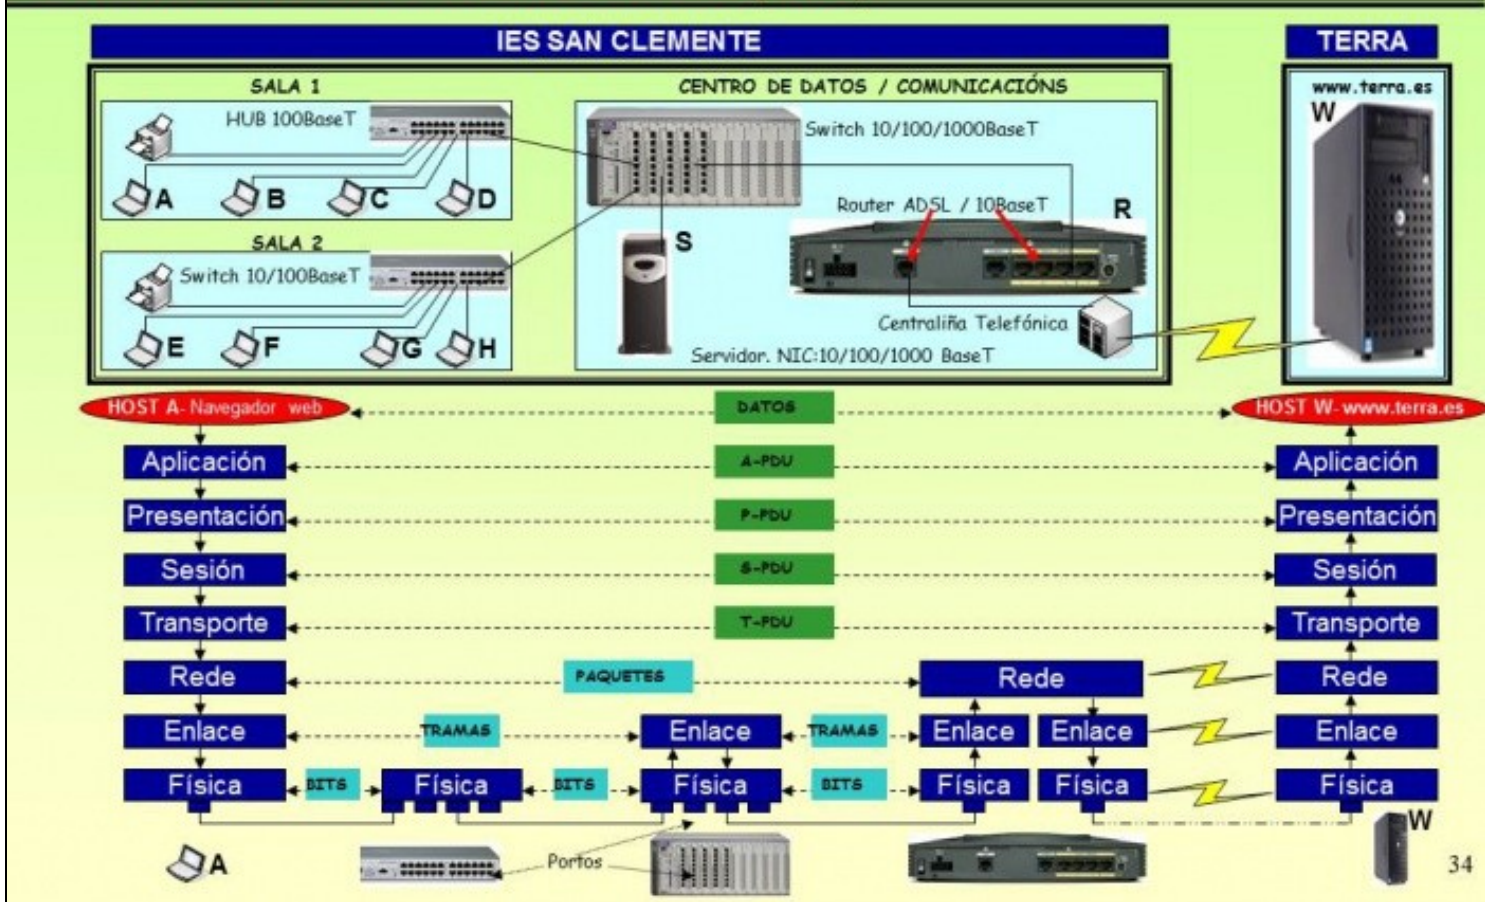 IES SAN CLEMENTE
TERRA
SALA 1
HUB 100BaseT
A
B
C
D
SALA 2
Switch 10/100BaseT
E
F
G
H
CENTRO DE DATOS / COMUNICACIÓNS
Switch 10/100/1000BaseT
Router ADSL / 10BaseT
R
S
Centraliña Telefónica
Servidor. NIC:10/100/1000 BaseT
www.terra.es
W
HOST A- Navegador web
DATOS
HOST W-www.terra.es
Aplicación
A-PDU
Aplicación
Presentación
P-PDU
Presentación
Sesión
S-PDU
Sesión
Transporte
T-PDU
Transporte
Rede
PAQUETES
Rede
Rede
Enlace
TRAMAS
Enlace
TRAMAS
Enlace
Enlace
Enlace
Física
BITS
Física
BITS
Física
BITS
Física
Física
Física
A
Portos
W
34